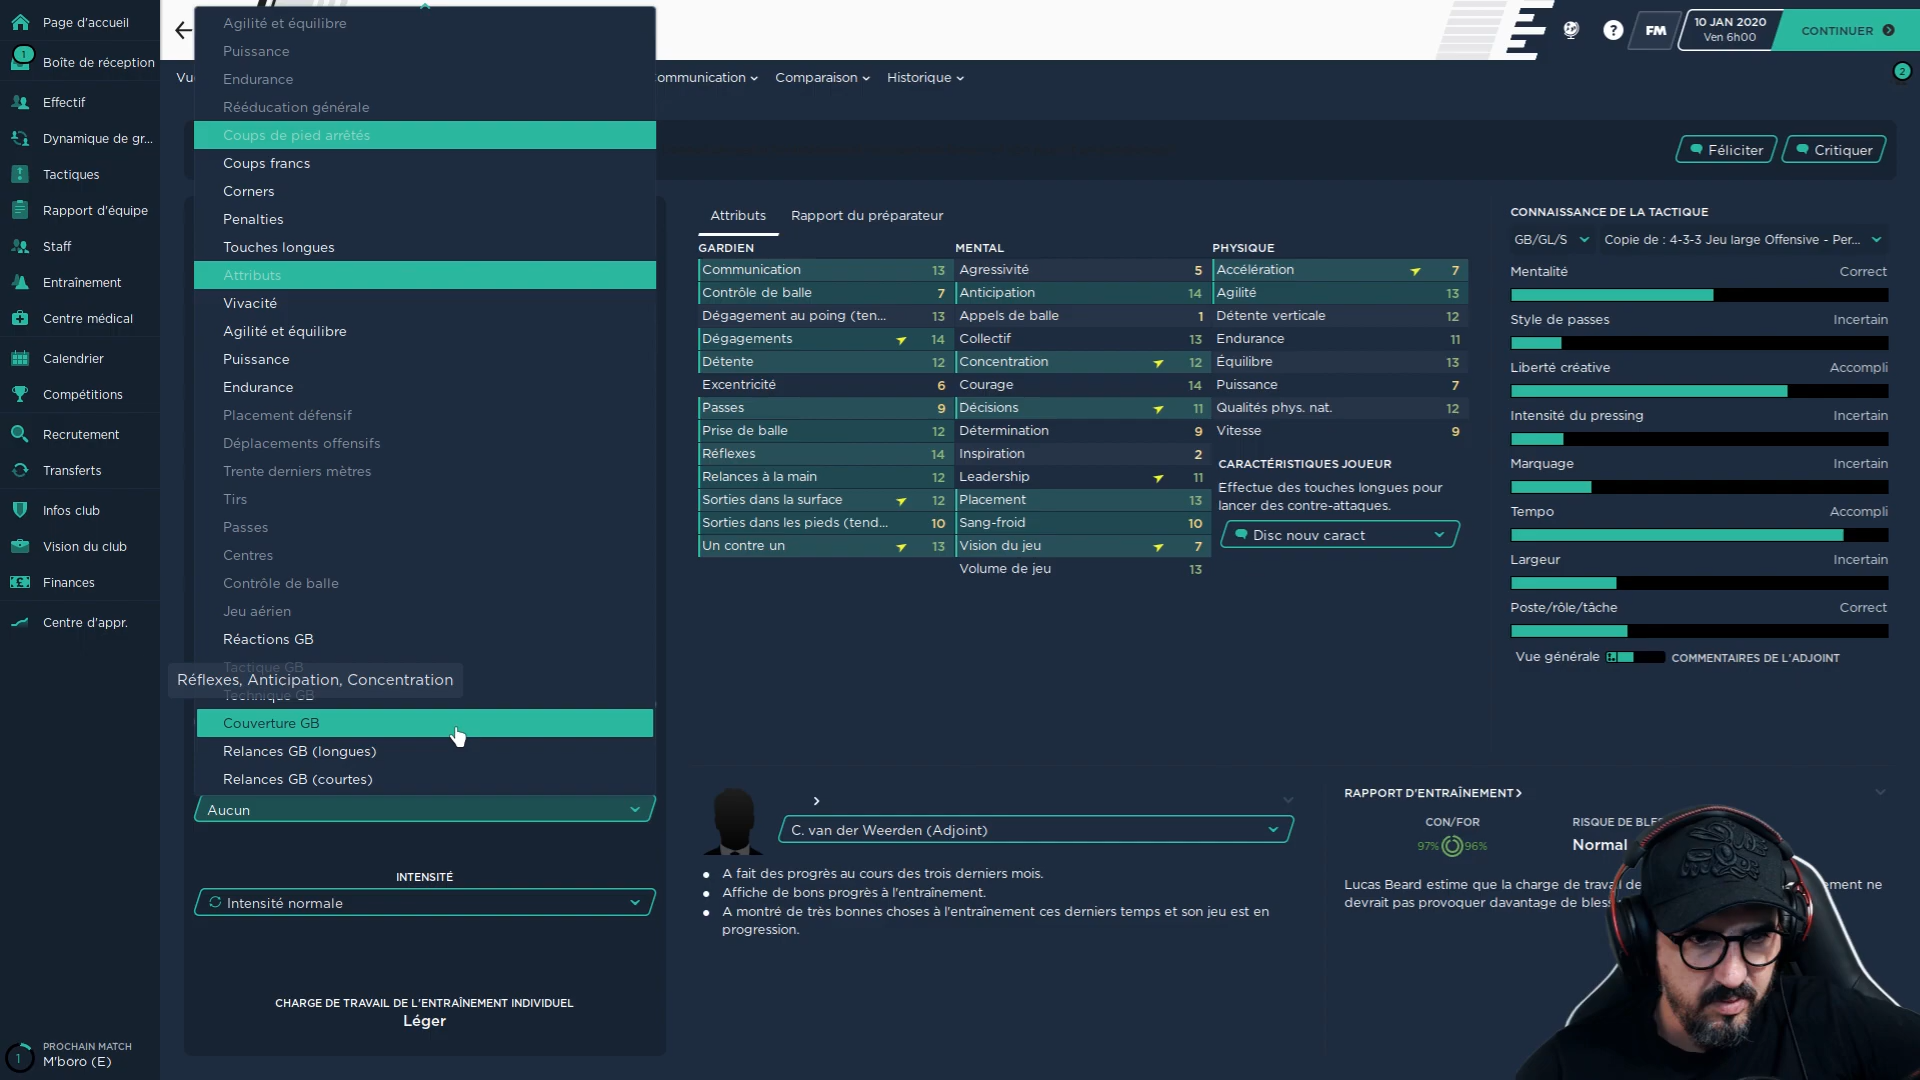 Page d'accueil
1
Boîte de réception
Effectif
Dynamique de gr...
Tactiques
Rapport d'équipe
Staff
Entraînement
Centre médical
Calendrier
Compétitions
Recrutement
Transferts
Infos club
Vision du club
Finances
Centre d'appr.
1
PROCHAIN MATCH
M'boro (E)
?
FM
10 JAN 2020
Ven 6h00
CONTINUER
Vu
ommunication
Comparaison
Historique
2
Féliciter
Critiquer
Agilité et équilibre
Puissance
Endurance
Rééducation générale
Coups de pied arrêtés
Coups francs
Corners
Penalties
Touches longues
Attributs
Vivacité
Agilité et équilibre
Puissance
Endurance
Placement défensif
Déplacements offensifs
Trente derniers mètres
Tirs
Passes
Centres
Contrôle de balle
Jeu aérien
Réactions GB
Tactique GB
Réflexes, Anticipation, Concentration
Technique GB
Couverture GB
Relances GB (longues)
Relances GB (courtes)
Aucun
INTENSITÉ
Intensité normale
CHARGE DE TRAVAIL DE L'ENTRAÎNEMENT INDIVIDUEL
Léger
Attributs
Rapport du préparateur
GARDIEN
Communication 13
Contrôle de balle 7
Dégagement au poing (ten... 13
Dégagements 14
Détente 12
Excentricité 6
Passes 9
Prise de balle 12
Réflexes 14
Relances à la main 12
Sorties dans la surface 12
Sorties dans les pieds (tend... 10
Un contre un 13
MENTAL
Agressivité 5
Anticipation 14
Appels de balle 1
Collectif 13
Concentration 12
Courage 14
Décisions 11
Détermination 9
Inspiration 2
Leadership 11
Placement 13
Sang-froid 10
Vision du jeu 7
Volume de jeu 13
PHYSIQUE
Accélération 7
Agilité 13
Détente verticale 12
Endurance 11
Équilibre 13
Puissance 7
Qualités phys. nat. 12
Vitesse 9
CARACTÉRISTIQUES JOUEUR
Effectue des touches longues pour
lancer des contre-attaques.
Disc nouv caract
CONNAISSANCE DE LA TACTIQUE
GB/GL/S
Copie de : 4-3-3 Jeu large Offensive - Per...
Mentalité Correct
Style de passes Incertain
Liberté créative Accompli
Intensité du pressing Incertain
Marquage Incertain
Tempo Accompli
Largeur Incertain
Poste/rôle/tâche Correct
Vue générale
COMMENTAIRES DE L'ADJOINT
C. van der Weerden (Adjoint)
A fait des progrès au cours des trois derniers mois.
Affiche de bons progrès à l'entraînement.
A montré de très bonnes choses à l'entraînement ces derniers temps et son jeu est en
progression.
RAPPORT D'ENTRAÎNEMENT
CON/FOR
97% 96%
RISQUE DE BLES
Normal
Lucas Beard estime que la charge de travail de ement ne
devrait pas provoquer davantage de bless